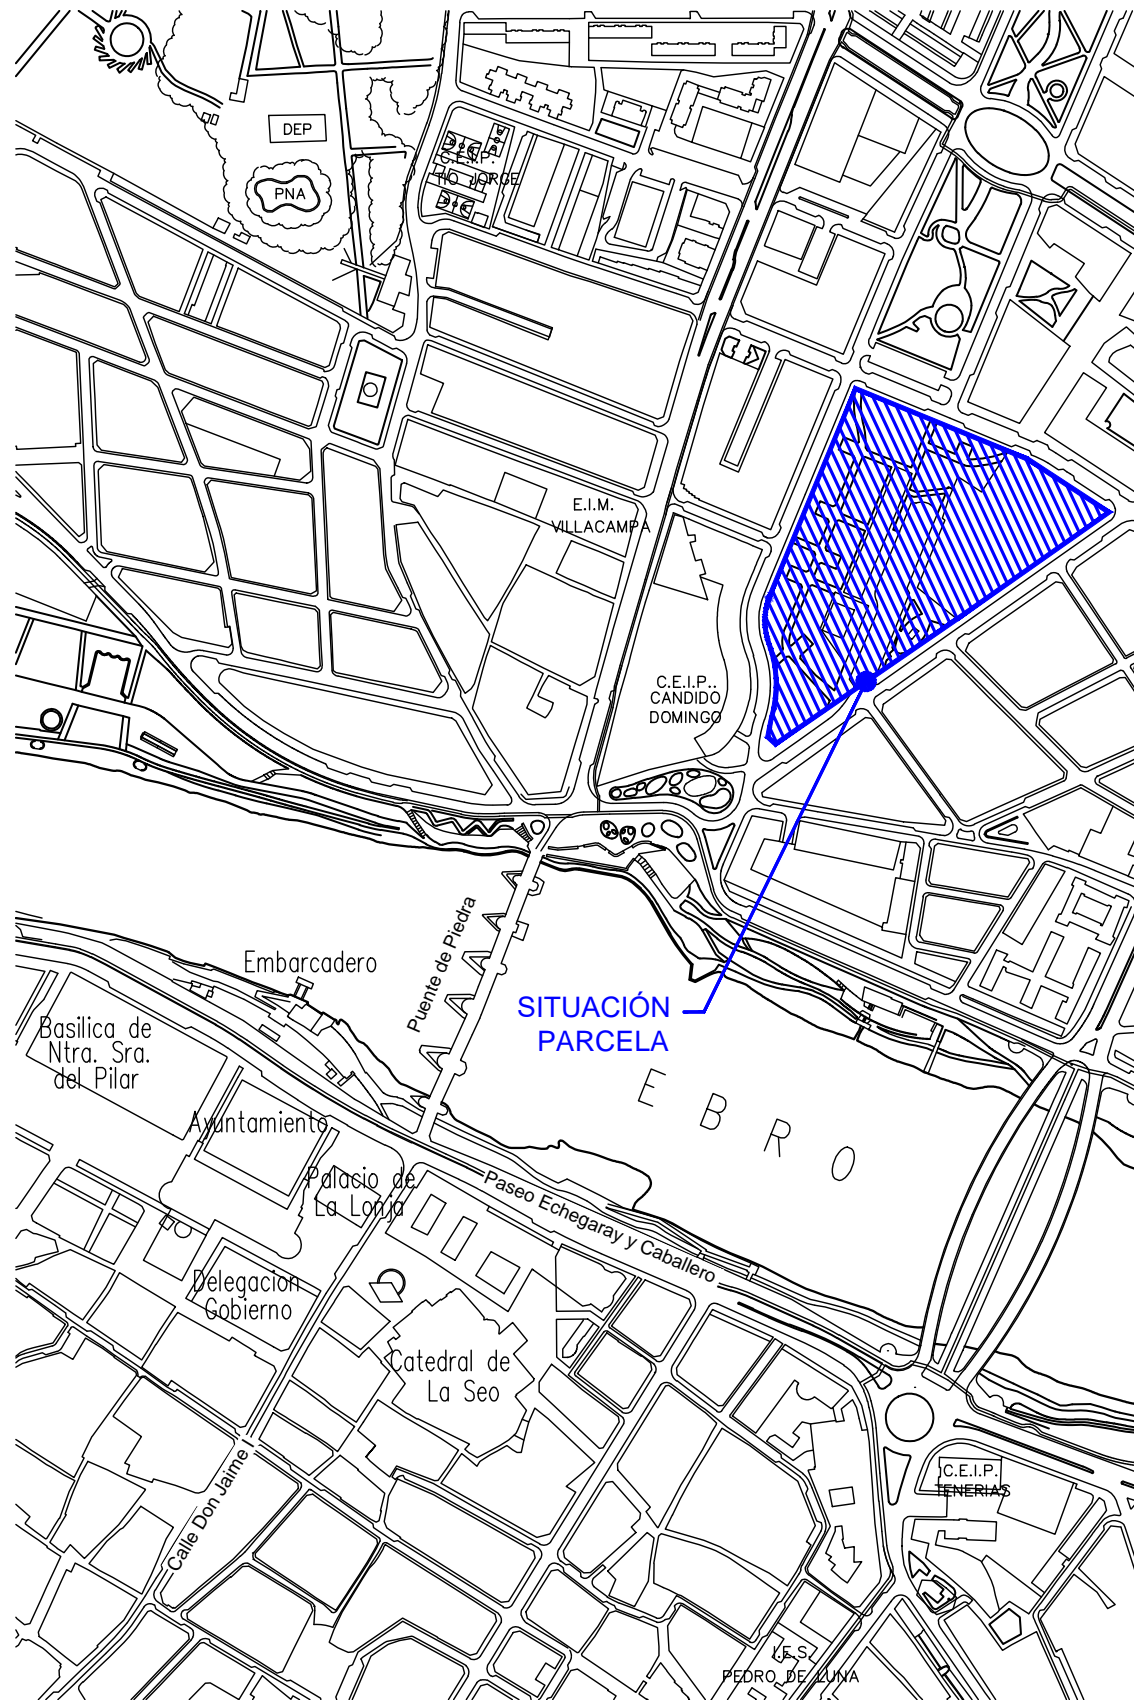 DEP
C.E.I.P.
TIO JORGE
PNA
E.I.M.
VILLACAMPA
C.E.I.P..
CANDIDO
DOMINGO
Puente de Piedra
Embarcadero
SITUACIÓN
PARCELA
Basilica de
Ntra. Sra.
del Pilar
E B R O
Ayuntamiento
Palacio de
La Lonja
Paseo Echegaray y Caballero
Delegacion
Gobierno
Catedral de
La Seo
Calle Don Jaime
C.E.I.P.
TENERIAS
I.E.S.
PEDRO DE LUNA